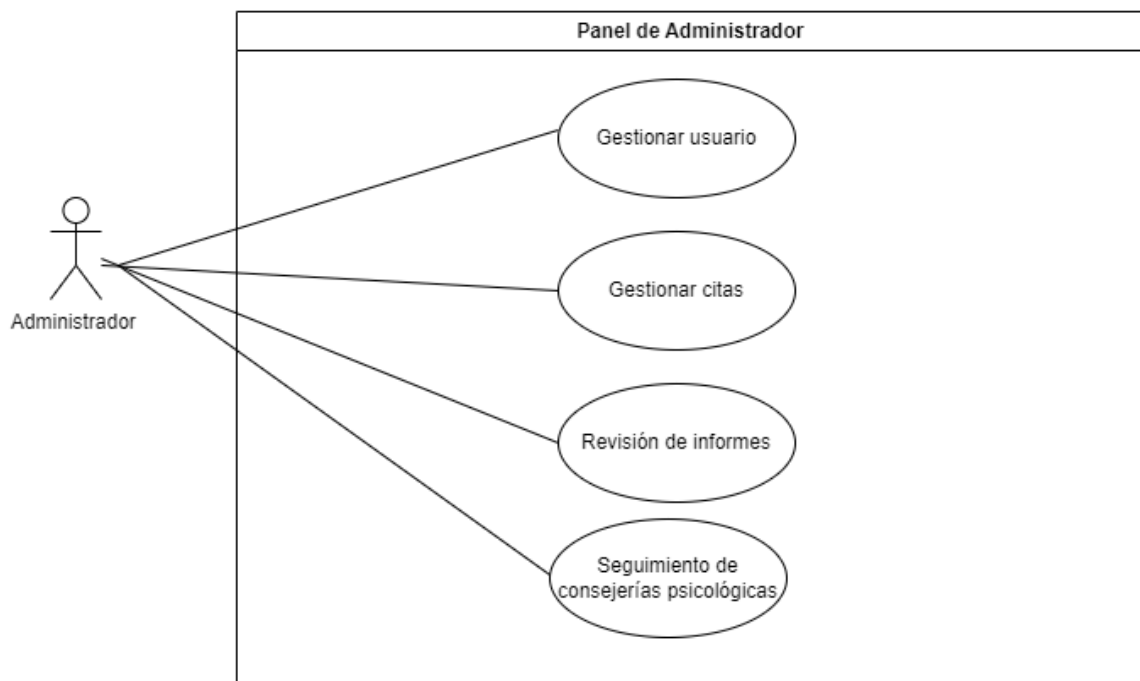 Panel de Administrador
Gestionar usuario
Gestionar citas
Administrador
Revisión de informes
Seguimiento de
consejerías psicológicas